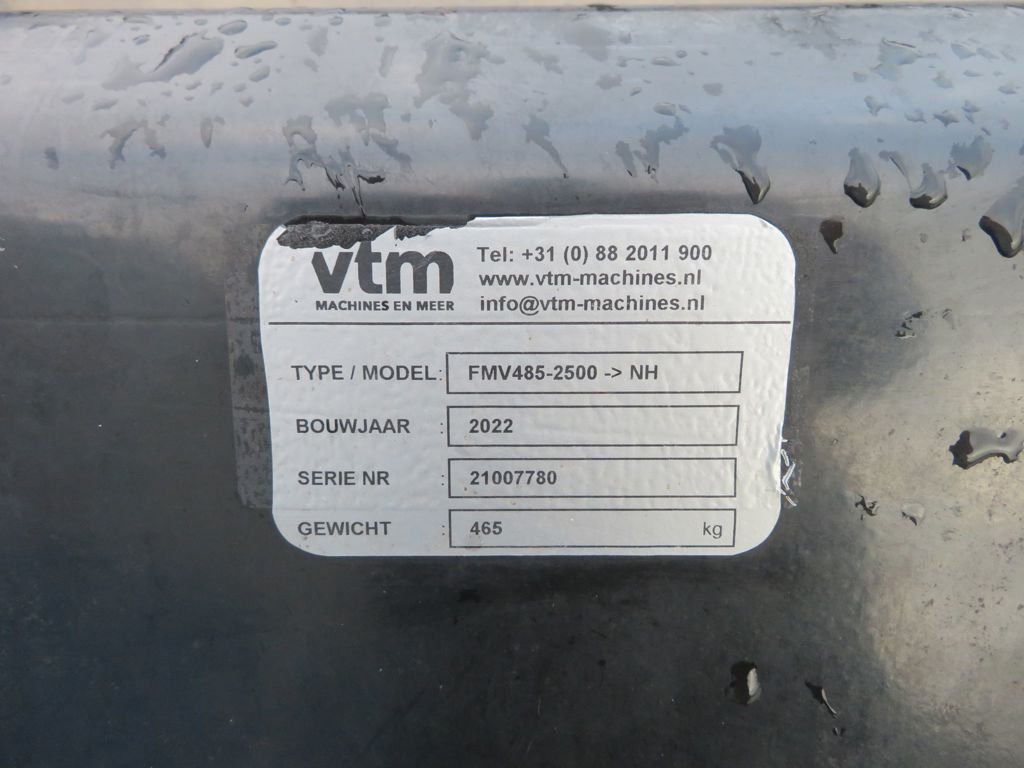 vtm
MACHINES EN MEER
Tel: +31 (0) 88 2011 900
www.vtm-machines.nl
info@vtm-machines.nl
TYPE / MODEL: FMV485-2500 -> NH
BOUWJAAR : 2022
SERIE NR : 21007780
GEWICHT : 465 kg